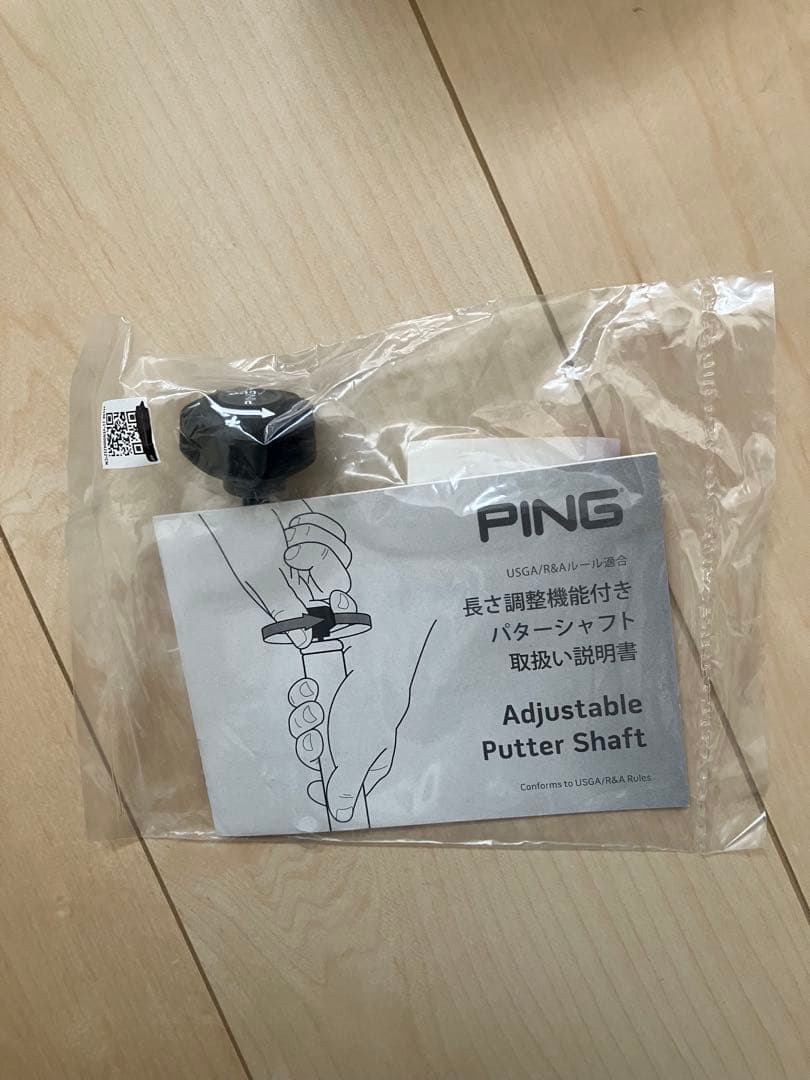 PING
USGA/R&Aルール適合
長さ調整機能付き
パターシャフト
取扱い説明書
Adjustable
Putter Shaft
Conforms to USGA/R&A Rules